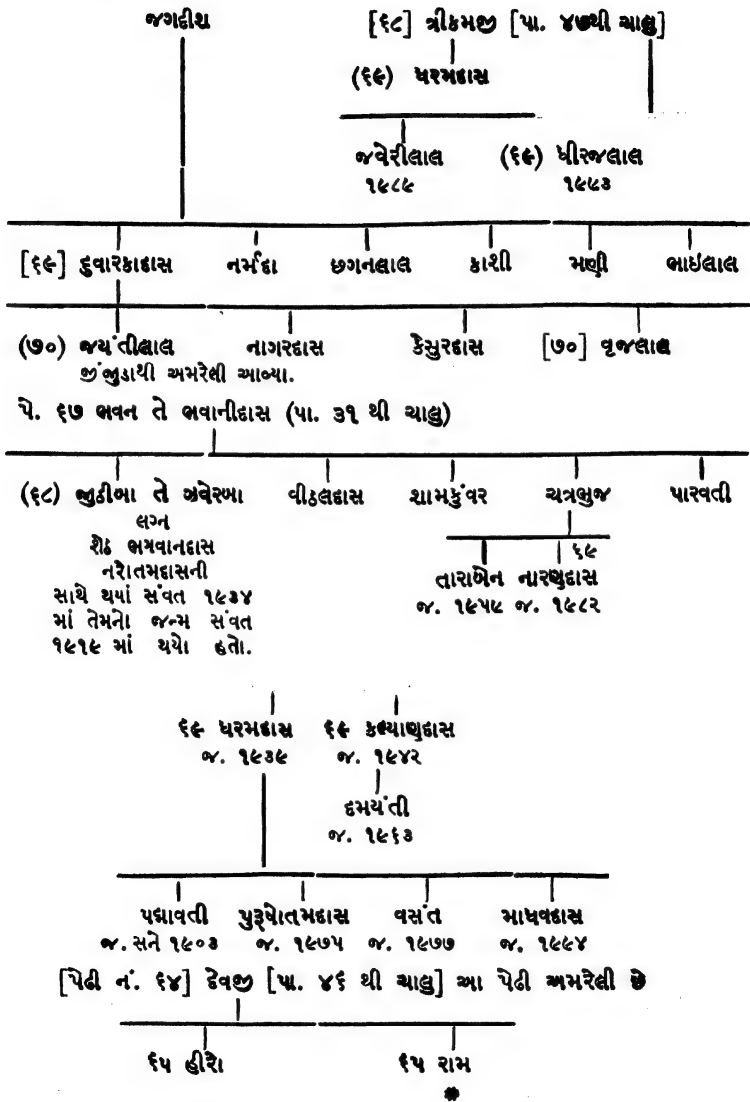 જગદીશ [૬૮] ત્રીકમજી [પા. ૪૭થી ચાલુ]
(૬૯) ધરમદાસ
જવેરીલાલ (૬૯) ધીરજલાલ
૧૯૮૯ ૧૯૯૩
[૬૯] દુવારકાદાસ નર્મદા છગનલાલ કાશી મણી ભાઇલાલ
(૭૦) જયંતીલાલ નાગરદાસ કેસુરદાસ [૭૦] વૃજલાલ
જીંજુડાથી અમરેલી આવ્યા.
પે. ૬૭ ભવન તે ભવાનીદાસ (પા. ૩૧ થી ચાલુ)
(૬૮) જીુઠીબા તે ઝવેરબા વીઠલદાસ શામકુંવર ચત્રભુજ પારવતી
લગ્ન
શેઠ ભગવાનદાસ ૬૯
નરોતમદાસની તારાબેન નારણદાસ
સાથે થયાં સંવત ૧૯૩૪ જ. ૧૯૫૯ જ. ૧૯૮૨
માં તેમનો જન્મ સંવત
૧૯૧૯ માં થયો હતો.
૬૯ ધરમદાસ ૬૯ કલ્યાણદાસ
જ. ૧૯૩૯ જ. ૧૯૪૨
દમયંતી
જ. ૧૯૬૩
પદ્માવતી પુરૂષોતમદાસ વસંત માધવદાસ
જ. સને ૧૯૦૩ જ. ૧૯૭૫ જ. ૧૯૭૭ જ. ૧૯૯૪
[પેઢી નં. ૬૪] દેવજી [પા. ૪૬ થી ચાલુ] આ પેઢી અમરેલી છે
૬૫ હીરો ૬૫ રામ